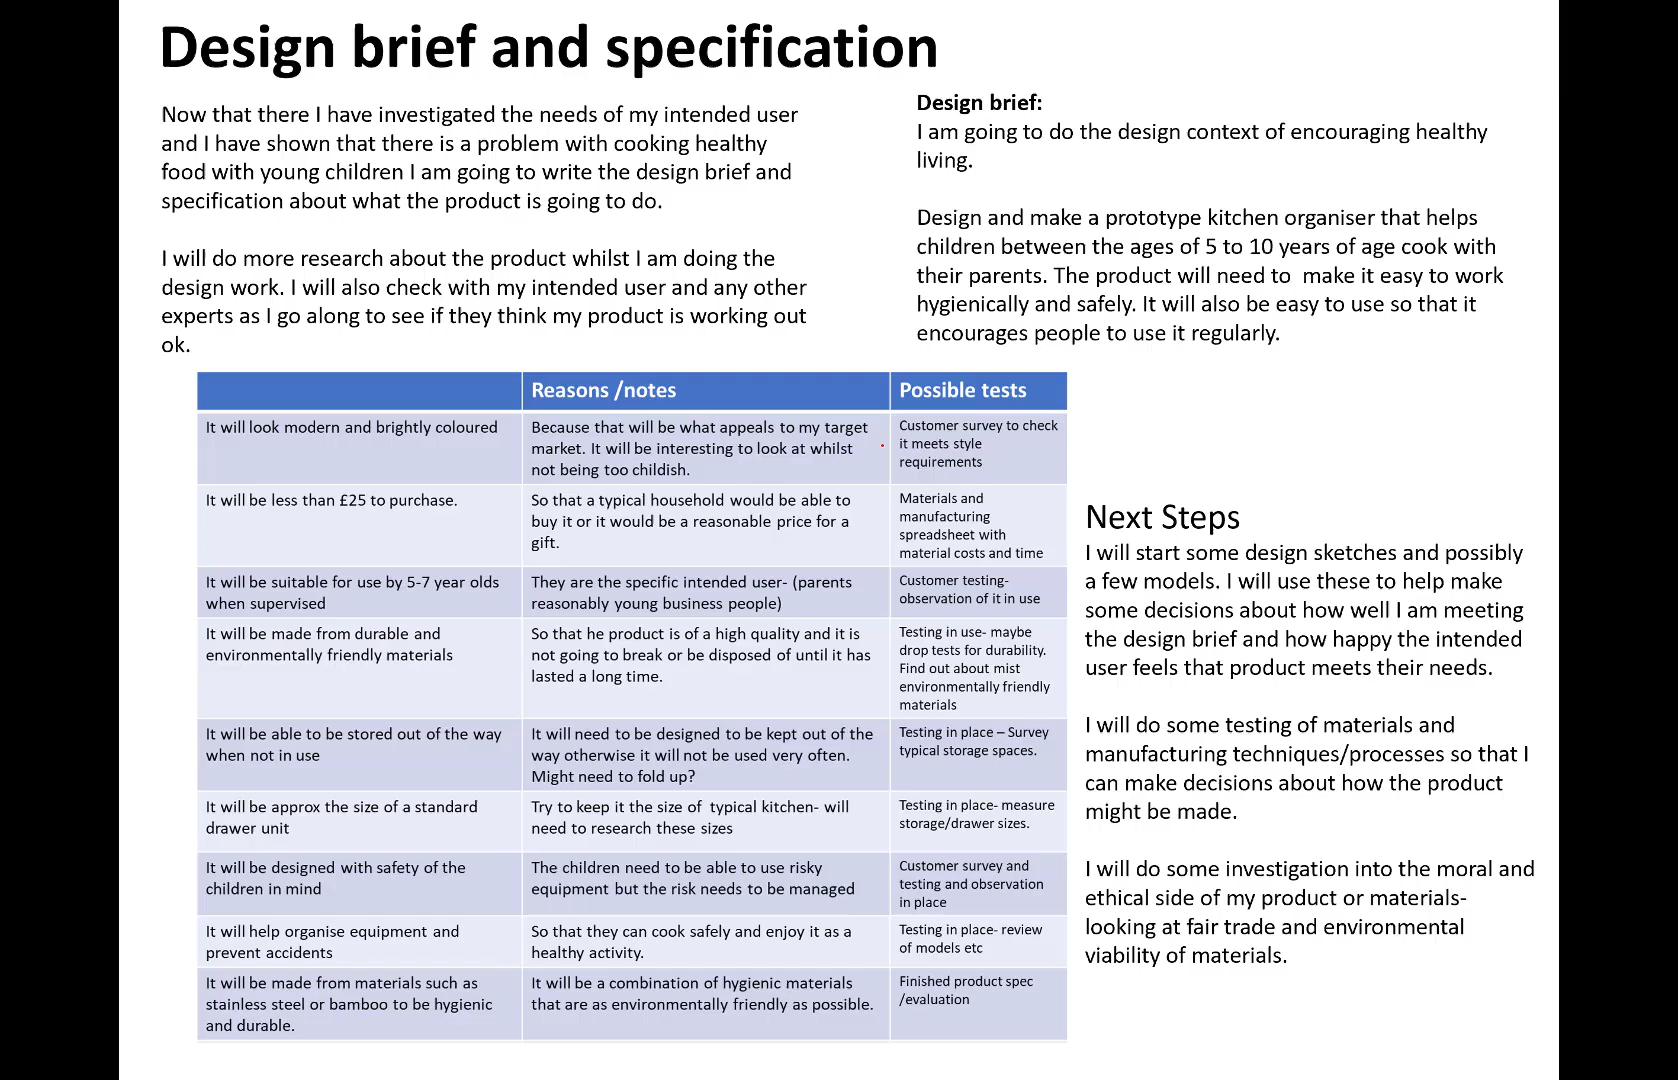 Design brief and specification
Now that there I have investigated the needs of my intended user
and I have shown that there is a problem with cooking healthy
food with young children I am going to write the design brief and
specification about what the product is going to do.
I will do more research about the product whilst I am doing the
design work. I will also check with my intended user and any other
experts as I go along to see if they think my product is working out
ok.
Design brief:
I am going to do the design context of encouraging healthy
living.
Design and make a prototype kitchen organiser that helps
children between the ages of 5 to 10 years of age cook with
their parents. The product will need to  make it easy to work
hygienically and safely. It will also be easy to use so that it
encourages people to use it regularly.
Reasons /notes
Possible tests
It will look modern and brightly coloured
Because that will be what appeals to my target
market. It will be interesting to look at whilst
not being too childish.
Customer survey to check
it meets style
requirements
It will be less than £25 to purchase.
So that a typical household would be able to
buy it or it would be a reasonable price for a
gift.
Materials and
manufacturing
spreadsheet with
material costs and time
It will be suitable for use by 5-7 year olds
when supervised
They are the specific intended user- (parents
reasonably young business people)
Customer testing-
observation of it in use
It will be made from durable and
environmentally friendly materials
So that he product is of a high quality and it is
not going to break or be disposed of until it has
lasted a long time.
Testing in use- maybe
drop tests for durability.
Find out about mist
environmentally friendly
materials
It will be able to be stored out of the way
when not in use
It will need to be designed to be kept out of the
way otherwise it will not be used very often.
Might need to fold up?
Testing in place – Survey
typical storage spaces.
It will be approx the size of a standard
drawer unit
Try to keep it the size of  typical kitchen- will
need to research these sizes
Testing in place- measure
storage/drawer sizes.
It will be designed with safety of the
children in mind
The children need to be able to use risky
equipment but the risk needs to be managed
Customer survey and
testing and observation
in place
It will help organise equipment and
prevent accidents
So that they can cook safely and enjoy it as a
healthy activity.
Testing in place- review
of models etc
It will be made from materials such as
stainless steel or bamboo to be hygienic
and durable.
It will be a combination of hygienic materials
that are as environmentally friendly as possible.
Finished product spec
/evaluation
Next Steps
I will start some design sketches and possibly
a few models. I will use these to help make
some decisions about how well I am meeting
the design brief and how happy the intended
user feels that product meets their needs.
I will do some testing of materials and
manufacturing techniques/processes so that I
can make decisions about how the product
might be made.
I will do some investigation into the moral and
ethical side of my product or materials-
looking at fair trade and environmental
viability of materials.